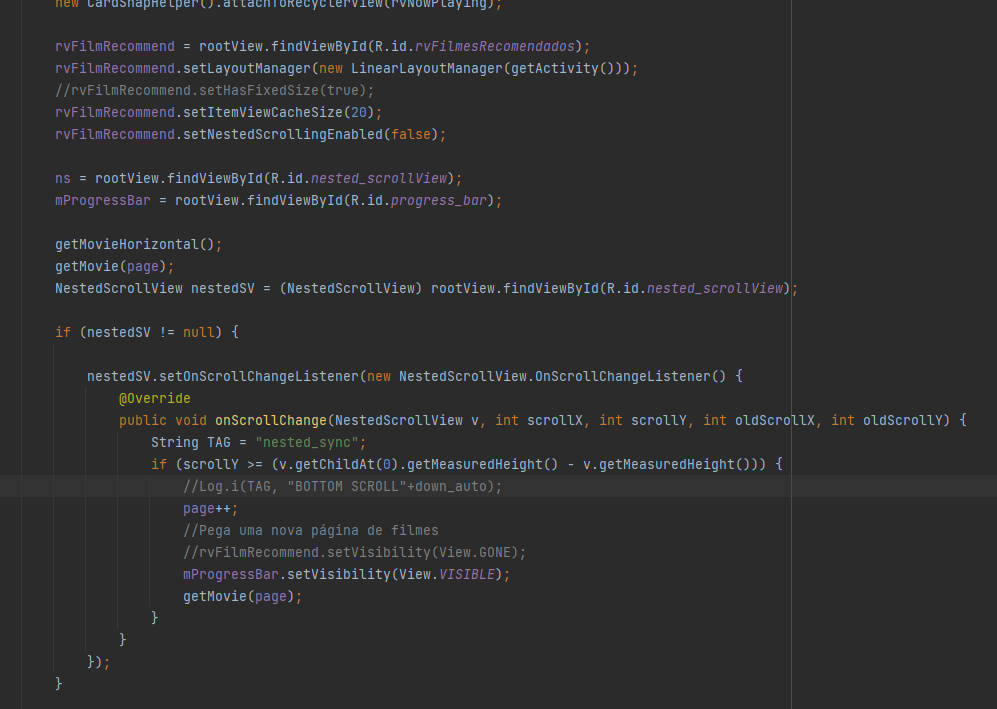 new CardSnapHelper().attachToRecyclerView(rvNowPlaying);
rvFilmRecommend = rootView.findViewById(R.id.rvFilmesRecomendados);
rvFilmRecommend.setLayoutManager(new LinearLayoutManager(getActivity()));
//rvFilmRecommend.setHasFixedSize(true);
rvFilmRecommend.setItemViewCacheSize(20);
rvFilmRecommend.setNestedScrollingEnabled(false);
ns = rootView.findViewById(R.id.nested_scrollView);
mProgressBar = rootView.findViewById(R.id.progress_bar);
getMovieHorizontal();
getMovie(page);
NestedScrollView nestedSV = (NestedScrollView) rootView.findViewById(R.id.nested_scrollView);
if (nestedSV != null) {
nestedSV.setOnScrollChangeListener(new NestedScrollView.OnScrollChangeListener() {
@Override
public void onScrollChange(NestedScrollView v, int scrollX, int scrollY, int oldScrollX, int oldScrollY) {
String TAG = "nested_sync";
if (scrollY >= (v.getChildAt(0).getMeasuredHeight() - v.getMeasuredHeight())) {
//Log.i(TAG, "BOTTOM SCROLL"+down_auto);
page++;
//Pega uma nova página de filmes
//rvFilmRecommend.setVisibility(View.GONE);
mProgressBar.setVisibility(View.VISIBLE);
getMovie(page);
}
}
});
}